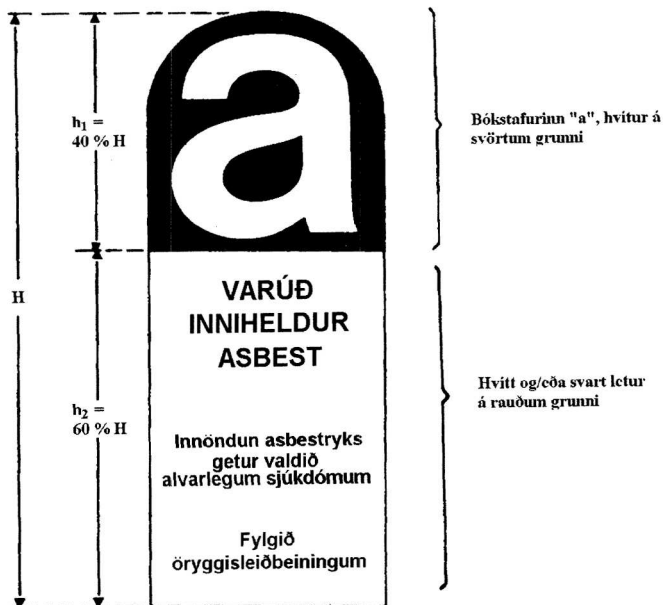 a
h₁ =
40 % H
Bókstafurinn "a", hvítur á
svörtum grunni
H
VARÚÐ
INNIHELDUR
ASBEST
h₂ =
60 % H
Hvitt og/eða svart letur
á rauðum grunni
Innöndun asbestryks
getur valdið
alvarlegum sjúkdómum
Fylgið
öryggisleiðbeiningum